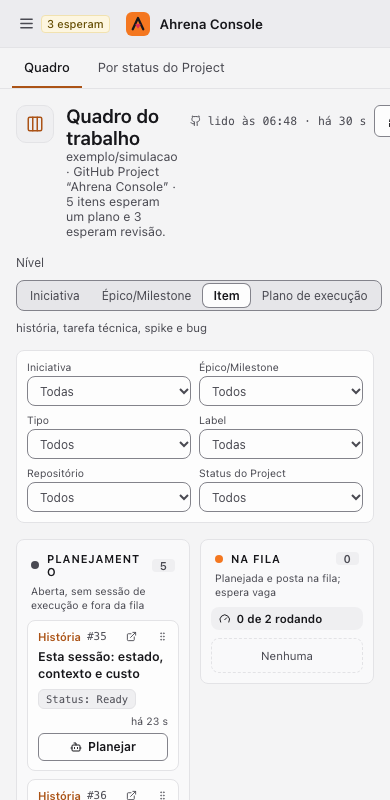 3 esperam
Ahrena Console
Quadro
Por status do Project
Quadro do
trabalho
lido às 06:48 · há 30 s
exemplo/simulacao
· GitHub Project
“Ahrena Console” ·
5 itens esperam
um plano e 3
esperam revisão.
Nível
Iniciativa
Épico/Milestone
Item
Plano de execução
história, tarefa técnica, spike e bug
Iniciativa
Épico/Milestone
Todas
Todos
Tipo
Label
Todos
Todas
Repositório
Status do Project
Todos
Todos
PLANEJAMENT
O
5
Aberta, sem sessão de
execução e fora da fila
História #35
Esta sessão: estado,
contexto e custo
Status: Ready
há 23 s
Planejar
História #36
NA FILA
0
Planejada e posta na fila;
espera vaga
0 de 2 rodando
Nenhuma